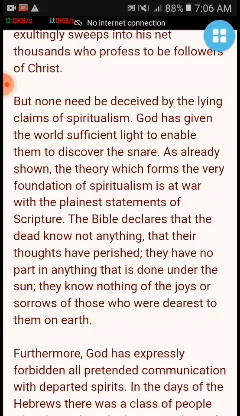 0:0KB/s U:0KB/s 88% 7:06 AM
No internet connection
exultingly sweeps into his net
thousands who profess to be followers
of Christ.
But none need be deceived by the lying
claims of spiritualism. God has given
the world sufficient light to enable
them to discover the snare. As already
shown, the theory which forms the very
foundation of spiritualism is at war
with the plainest statements of
Scripture. The Bible declares that the
dead know not anything, that their
thoughts have perished; they have no
part in anything that is done under the
sun; they know nothing of the joys or
sorrows of those who were dearest to
them on earth.
Furthermore, God has expressly
forbidden all pretended communication
with departed spirits. In the days of
the Hebrews there was a class of people